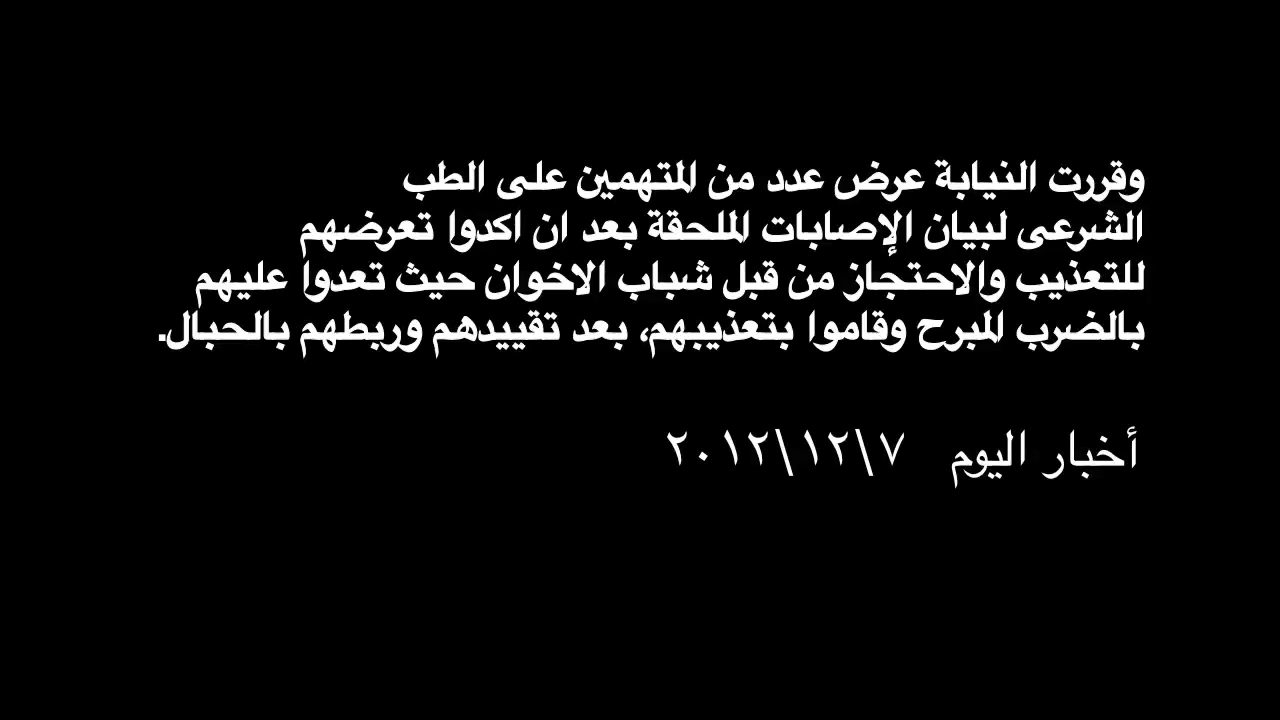 وقررت النيابة عرض عدد من المتهمين على الطب
الشرعى لبيان الإصابات الملحقة بعد ان اكدوا تعرضهم
للتعذيب والاحتجاز من قبل شباب الاخوان حيث تعدوا عليهم
بالضرب المبرح وقاموا بتعذيبهم، بعد تقييدهم وربطهم بالحبال.
أخبار اليوم ٧\١٢\٢٠١٢